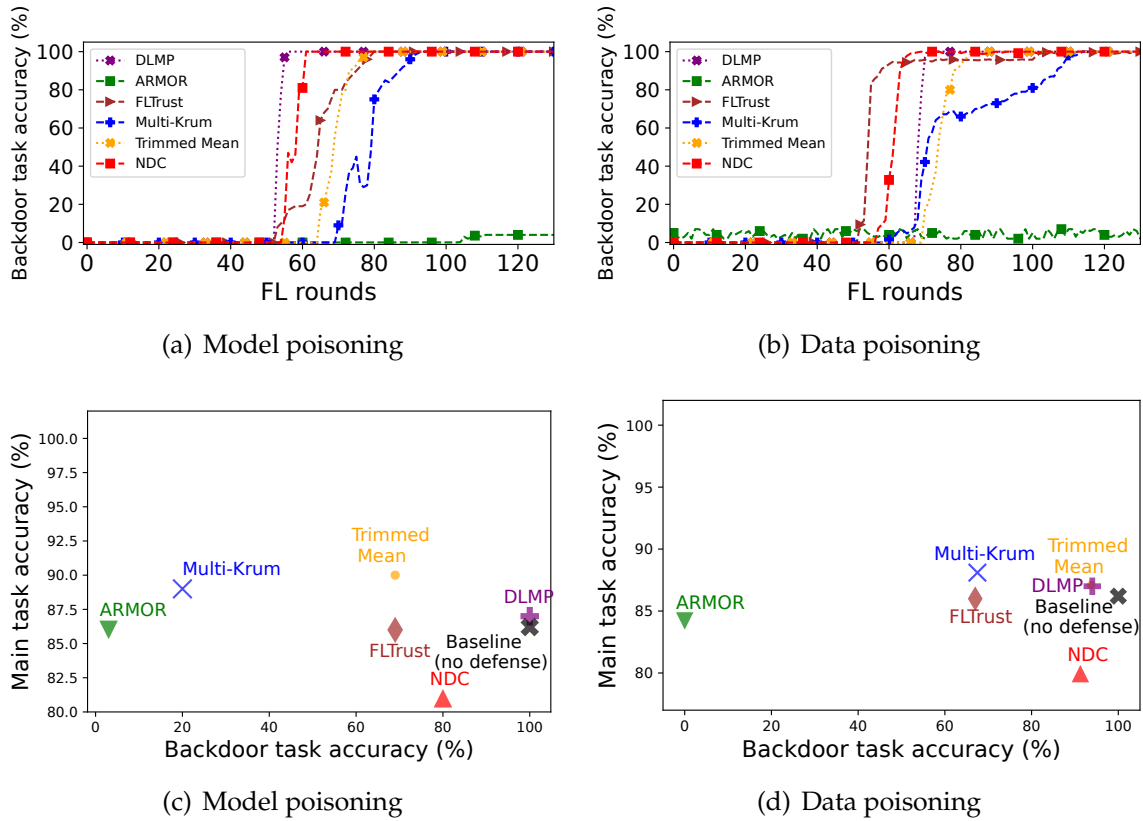 Backdoor task accuracy (%)
100
80
60
40
20
0
DLMP
ARMOR
FLTrust
Multi-Krum
Trimmed Mean
NDC
0 20 40 60 80 100 120
FL rounds
(a) Model poisoning
Backdoor task accuracy (%)
100
80
60
40
20
0
DLMP
ARMOR
FLTrust
Multi-Krum
Trimmed Mean
NDC
0 20 40 60 80 100 120
FL rounds
(b) Data poisoning
Main task accuracy (%)
100.0
97.5
95.0
92.5
90.0
87.5
85.0
82.5
80.0
Trimmed
Mean
Multi-Krum
DLMP
ARMOR
FLTrust
Baseline
(no defense)
NDC
0 20 40 60 80 100
Backdoor task accuracy (%)
(c) Model poisoning
Main task accuracy (%)
100
95
90
85
80
Multi-Krum
Trimmed
Mean
DLMP
ARMOR
FLTrust
Baseline
(no defense)
NDC
0 20 40 60 80 100
Backdoor task accuracy (%)
(d) Data poisoning